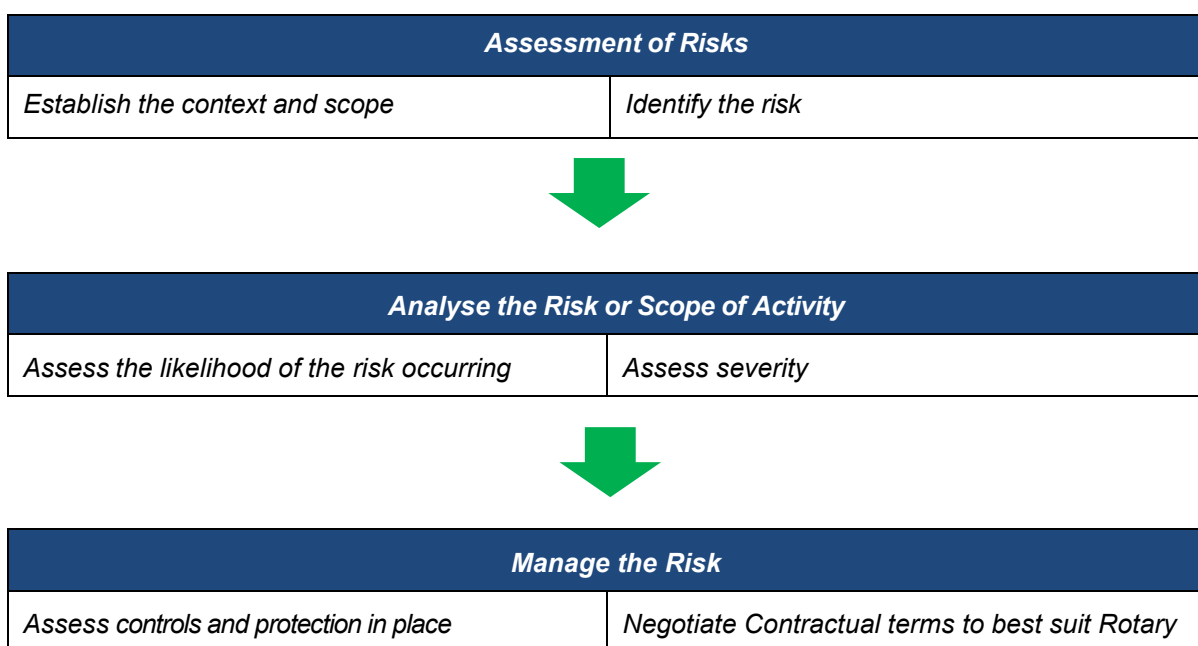 Assessment of Risks
Establish the context and scope
Identify the risk
Analyse the Risk or Scope of Activity
Assess the likelihood of the risk occurring
Assess severity
Manage the Risk
Assess controls and protection in place
Negotiate Contractual terms to best suit Rotary